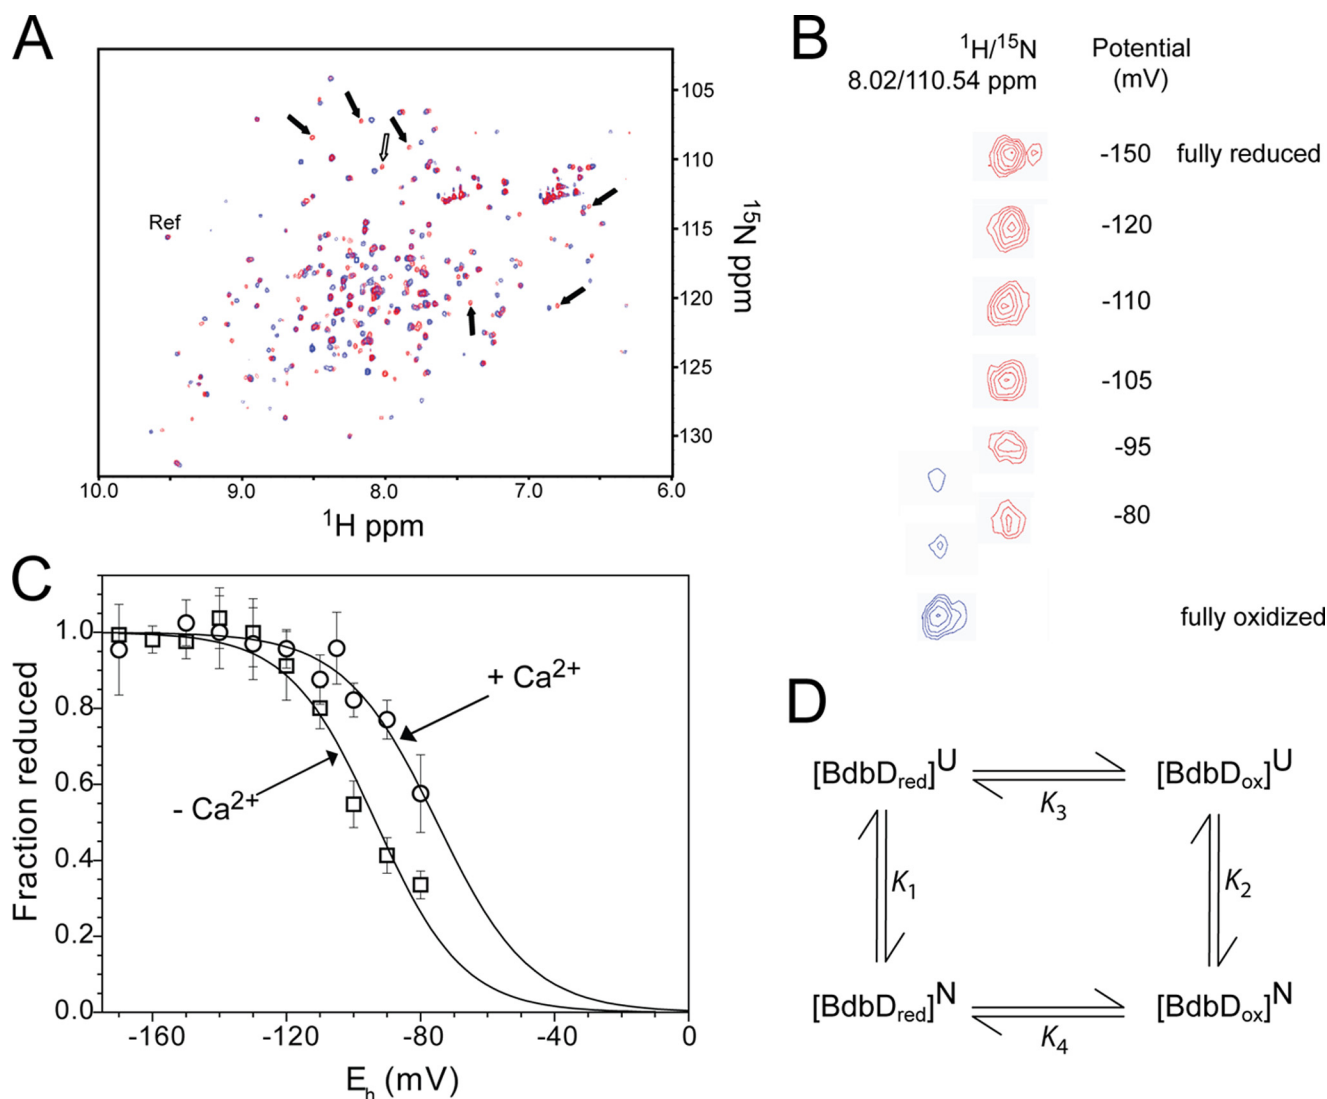 A
Ref
105
110
115
120
125
130
¹⁵N ppm
10.0 9.0 8.0 7.0 6.0
¹H ppm
B
¹H/¹⁵N
8.02/110.54 ppm
Potential
(mV)
-150 fully reduced
-120
-110
-105
-95
-80
fully oxidized
C
1.0
0.8
0.6
0.4
0.2
0.0
Fraction reduced
+ Ca²⁺
- Ca²⁺
-160 -120 -80 -40 0
Eₕ (mV)
D
[BdbD_red]ᵁ [BdbD_ox]ᵁ
K₃
K₁ K₂
[BdbD_red]ᴺ [BdbD_ox]ᴺ
K₄